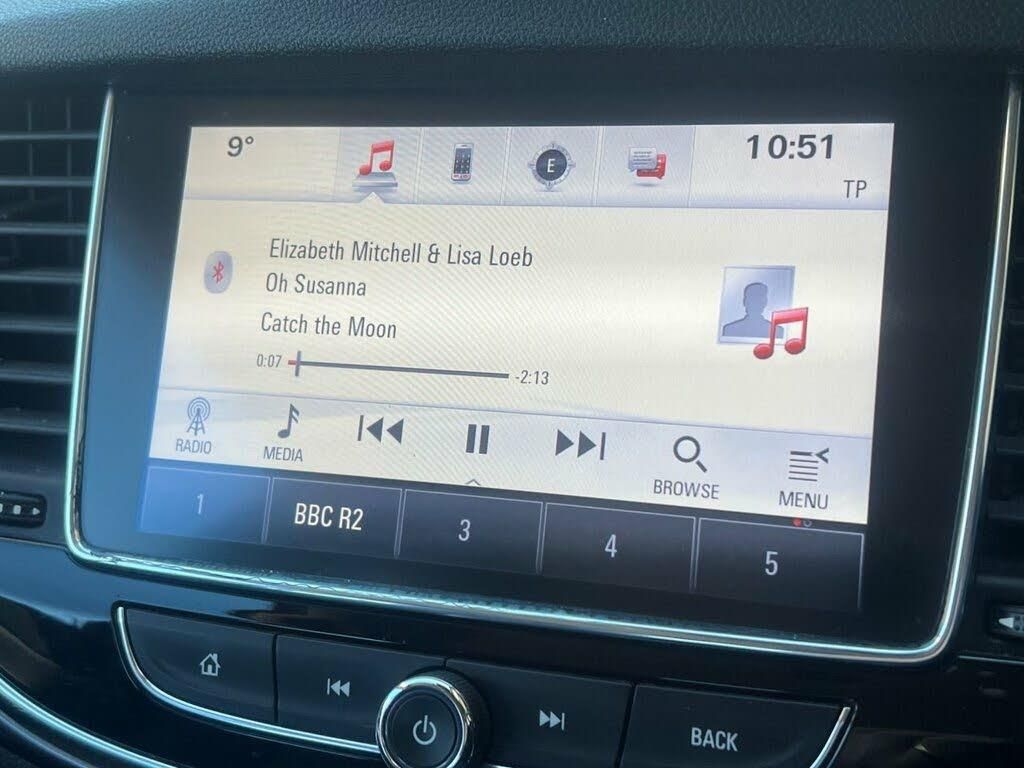 9°
E
10:51
TP
Elizabeth Mitchell & Lisa Loeb
Oh Susanna
Catch the Moon
0:07
-2:13
RADIO
MEDIA
BROWSE
MENU
1
BBC R2
3
4
5
BACK